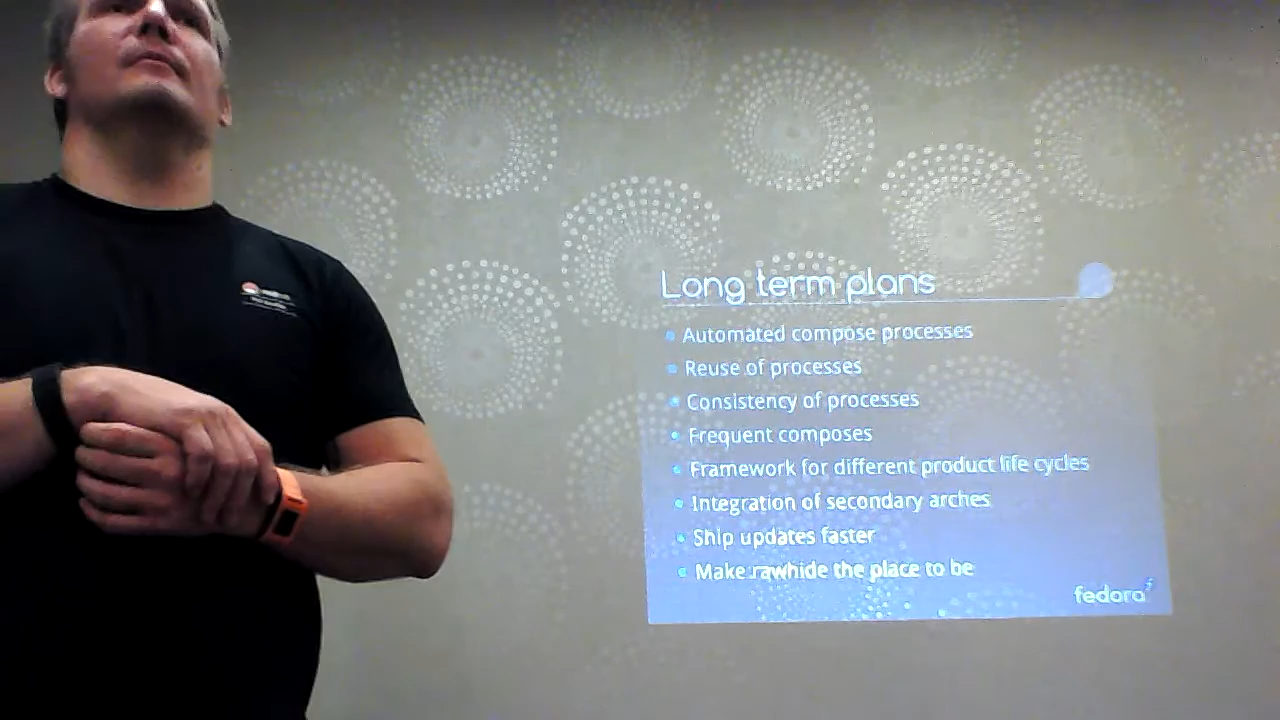 Long term plans
Automated compose processes
Reuse of processes
Consistency of processes
Frequent composes
Framework for different product life cycles
Integration of secondary arches
Ship updates faster
Make rawhide the place to be
fedora